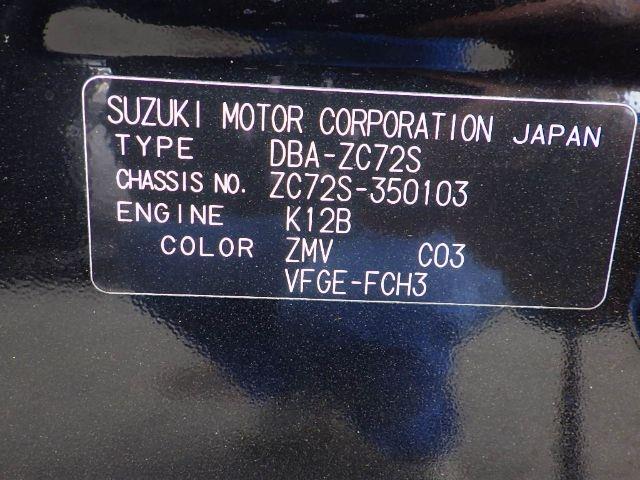 SUZUKI MOTOR CORPORATION JAPAN
TYPE DBA-ZC72S
CHASSIS NO. ZC72S-350103
ENGINE K12B
COLOR ZMV C03
VFGE-FCH3